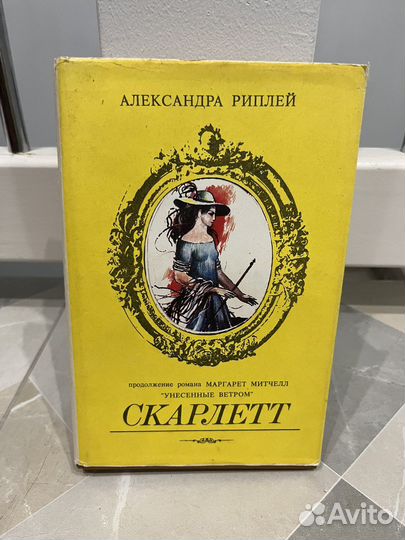 АЛЕКСАНДРА РИПЛЕЙ
продолжение романа МАРГАРЕТ МИТЧЕЛЛ
"УНЕСЕННЫЕ ВЕТРОМ"
СКАРЛЕТТ
Avito